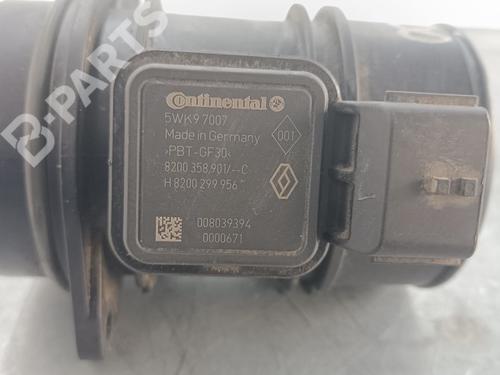 Continental
5WK9 7007
Made in Germany
001
>PBT-GF30<
8200 358 901/--C
H 8200 299 956
008039394
0000671
B-PARTS